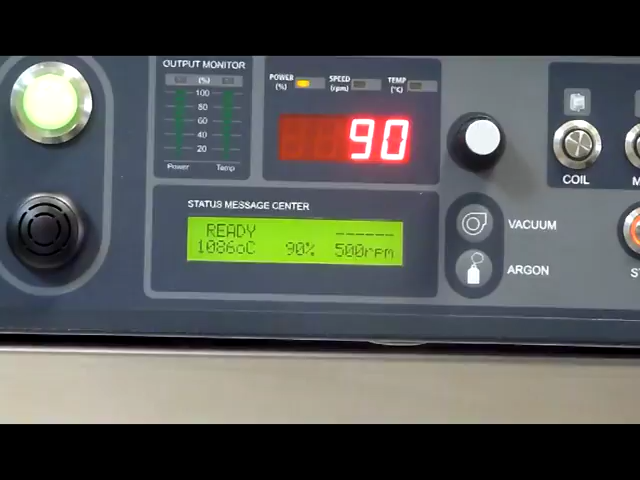 OUTPUT MONITOR
(%)
100
80
60
40
20
Power Temp
POWER (%)
SPEED (rpm)
TEMP (°C)
90
STATUS MESSAGE CENTER
READY -------
1086oC 90% 500rpm
VACUUM
ARGON
COIL
M
ST